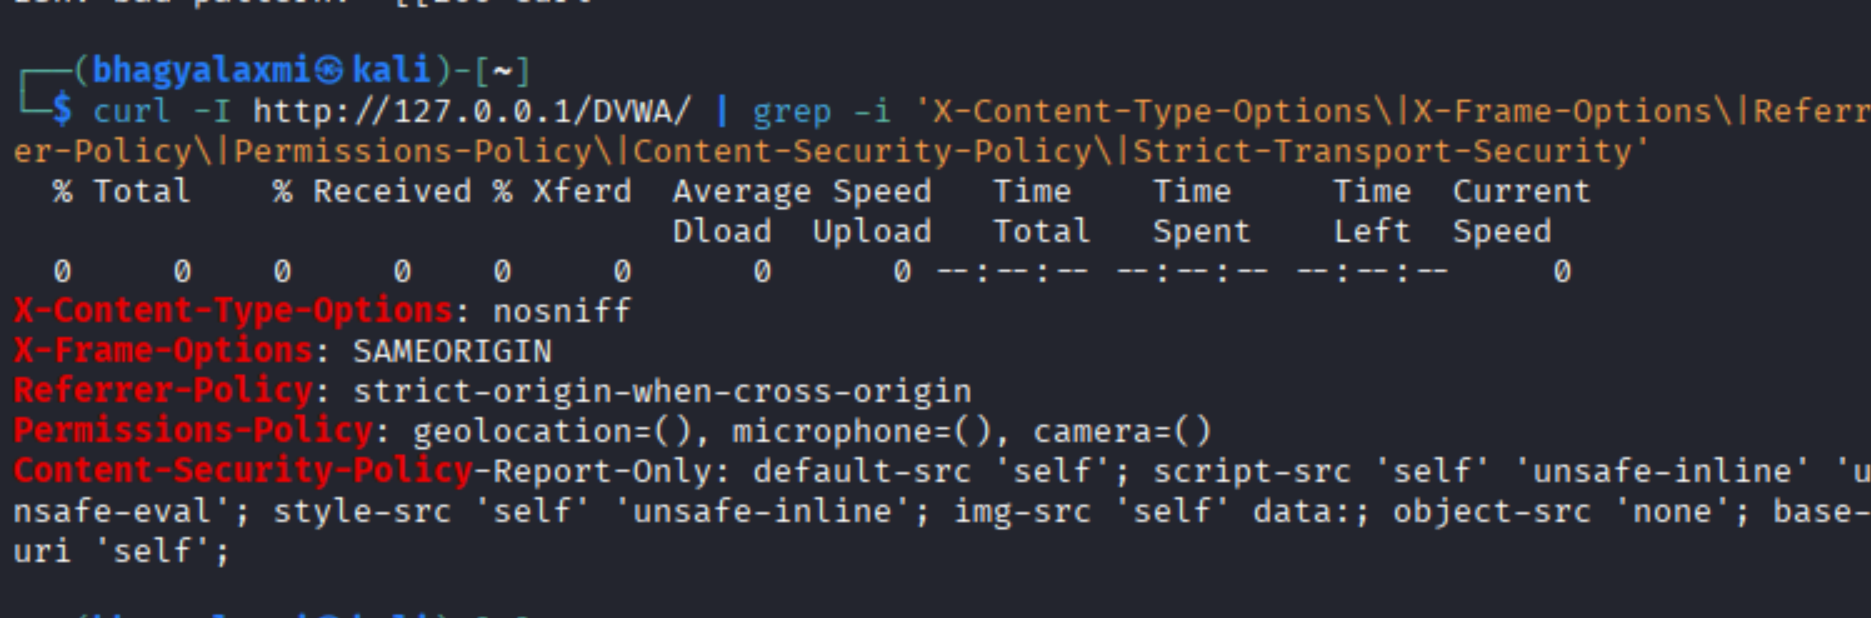 ┌──(bhagyalaxmi㉿kali)-[~]
└─$ curl -I http://127.0.0.1/DVWA/ | grep -i 'X-Content-Type-Options\|X-Frame-Options\|Referr
er-Policy\|Permissions-Policy\|Content-Security-Policy\|Strict-Transport-Security'
  % Total    % Received % Xferd  Average Speed   Time    Time     Time  Current
                                 Dload  Upload   Total   Spent    Left  Speed
  0     0    0     0    0     0      0      0 --:--:-- --:--:-- --:--:--     0
X-Content-Type-Options: nosniff
X-Frame-Options: SAMEORIGIN
Referrer-Policy: strict-origin-when-cross-origin
Permissions-Policy: geolocation=(), microphone=(), camera=()
Content-Security-Policy-Report-Only: default-src 'self'; script-src 'self' 'unsafe-inline' 'u
nsafe-eval'; style-src 'self' 'unsafe-inline'; img-src 'self' data:; object-src 'none'; base-
uri 'self';